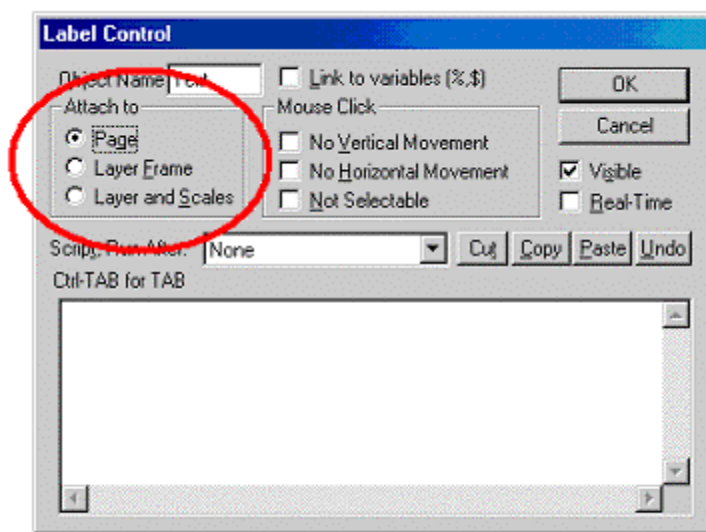 Label Control
Object Name Text Link to variables (%,$) OK
Attach to Mouse Click Cancel
Page No Vertical Movement
Layer Frame No Horizontal Movement Visible
Layer and Scales Not Selectable Real-Time
Script, Run After: None Cut Copy Paste Undo
Ctrl-TAB for TAB